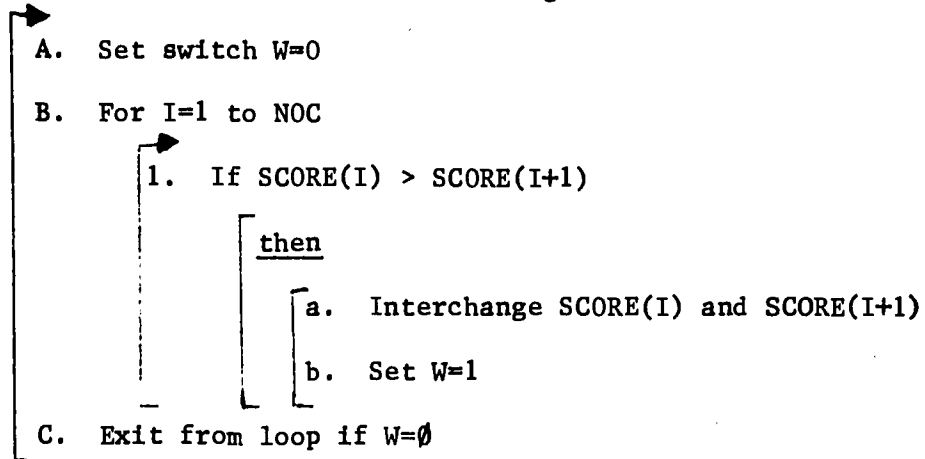 A. Set switch W=0
B. For I=1 to NOC
1. If SCORE(I) > SCORE(I+1)
then
a. Interchange SCORE(I) and SCORE(I+1)
b. Set W=1
C. Exit from loop if W=Ø